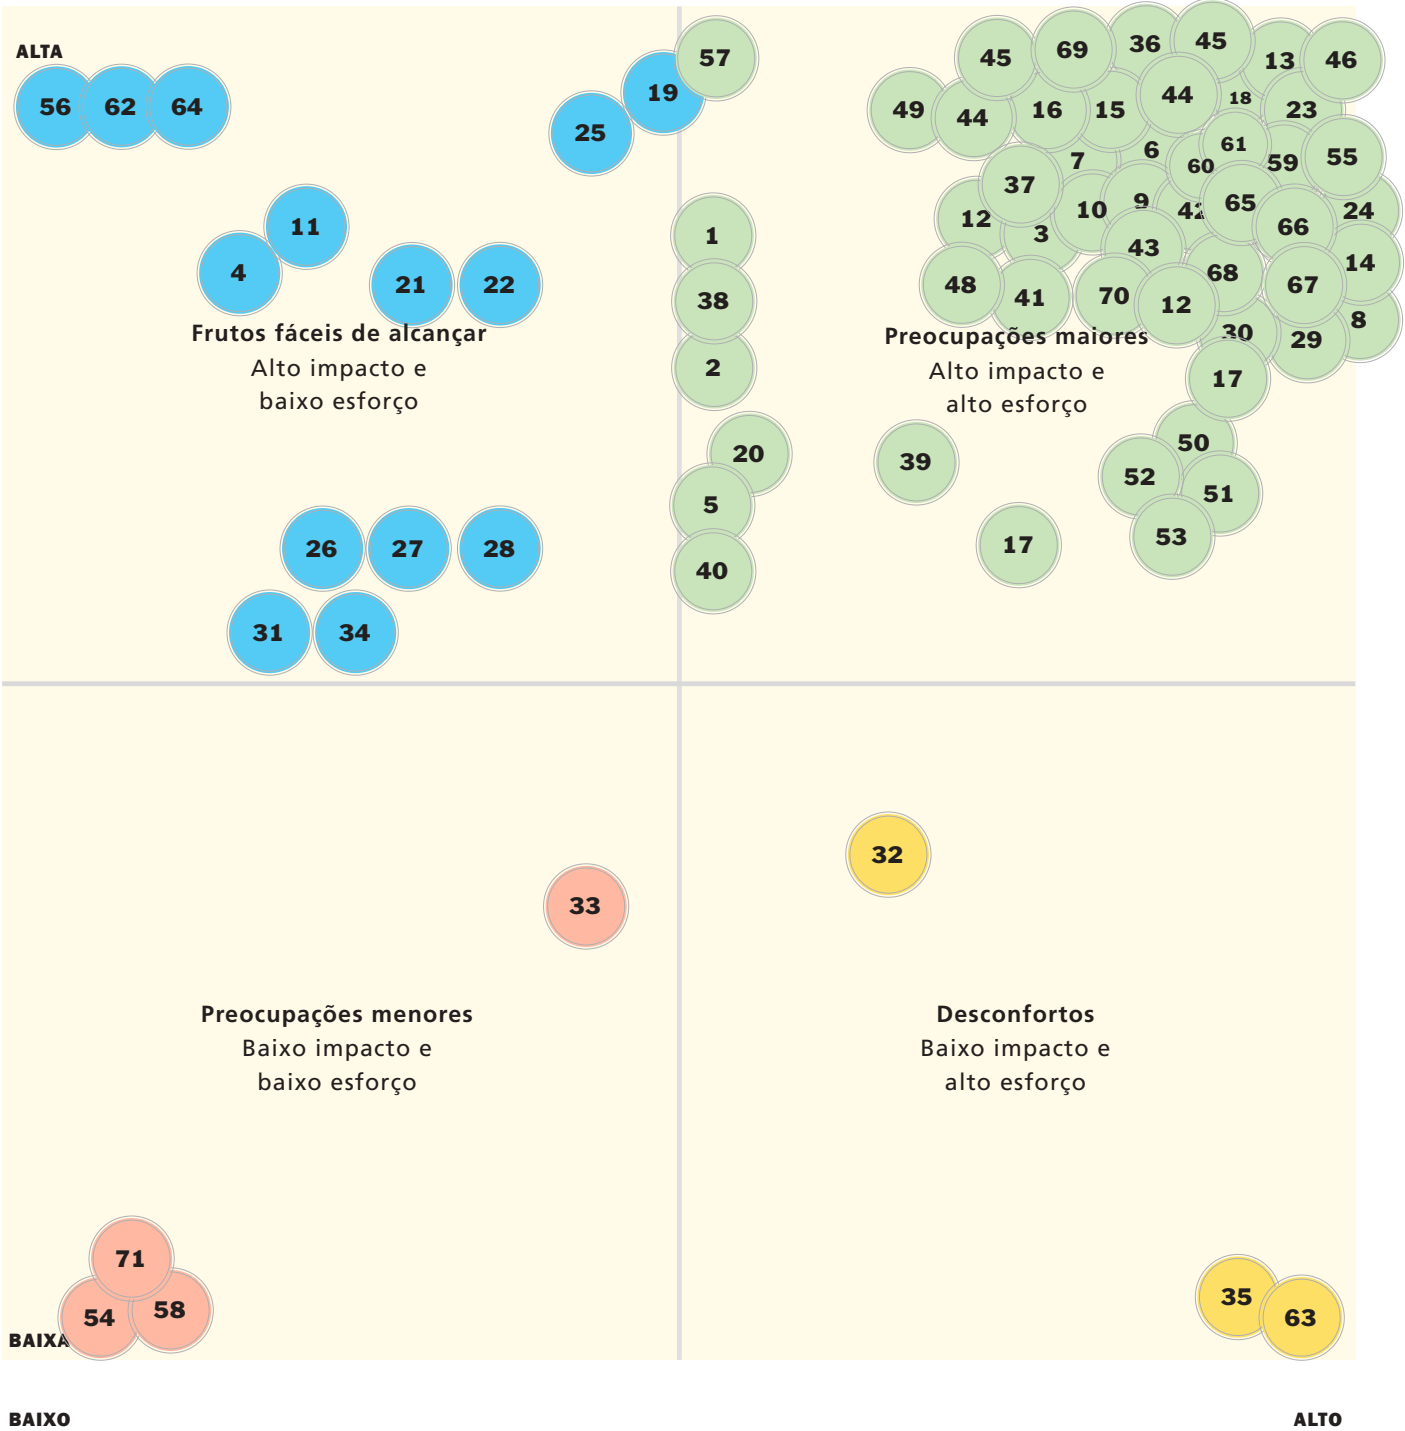 ALTA
56 62 64
25 19 57
11
4 21 22
Frutos fáceis de alcançar
Alto impacto e
baixo esforço
26 27 28
31 34
1
38
2
20
5
40
45 69 36 45 13 46
49 44 16 15 44 18 23
37 7 6 60 61 59 55
12 3 10 9 42 65 66 24
48 41 70 43 12 68 67 14
30 29 8
Preocupações maiores
Alto impacto e
alto esforço
17
39 50
52 51
17 53
33
32
Preocupações menores
Baixo impacto e
baixo esforço
Desconfortos
Baixo impacto e
alto esforço
71
54 58
35
63
BAIXA
BAIXO
ALTO